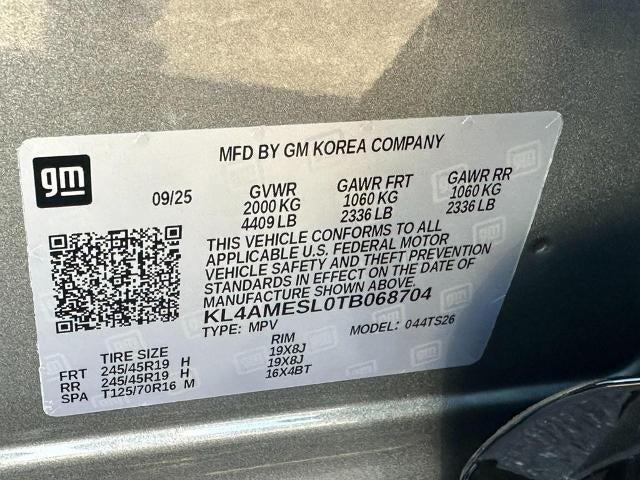 MFD BY GM KOREA COMPANY
gm
09/25
GVWR GAWR FRT GAWR RR
2000 KG 1060 KG 1060 KG
4409 LB 2336 LB 2336 LB
THIS VEHICLE CONFORMS TO ALL
APPLICABLE U.S. FEDERAL MOTOR
VEHICLE SAFETY AND THEFT PREVENTION
STANDARDS IN EFFECT ON THE DATE OF
MANUFACTURE SHOWN ABOVE.
KL4AMESL0TB068704
TYPE: MPV MODEL: 044TS26
TIRE SIZE RIM
FRT 245/45R19 H 19X8J
RR 245/45R19 H 19X8J
SPA T125/70R16 M 16X4BT